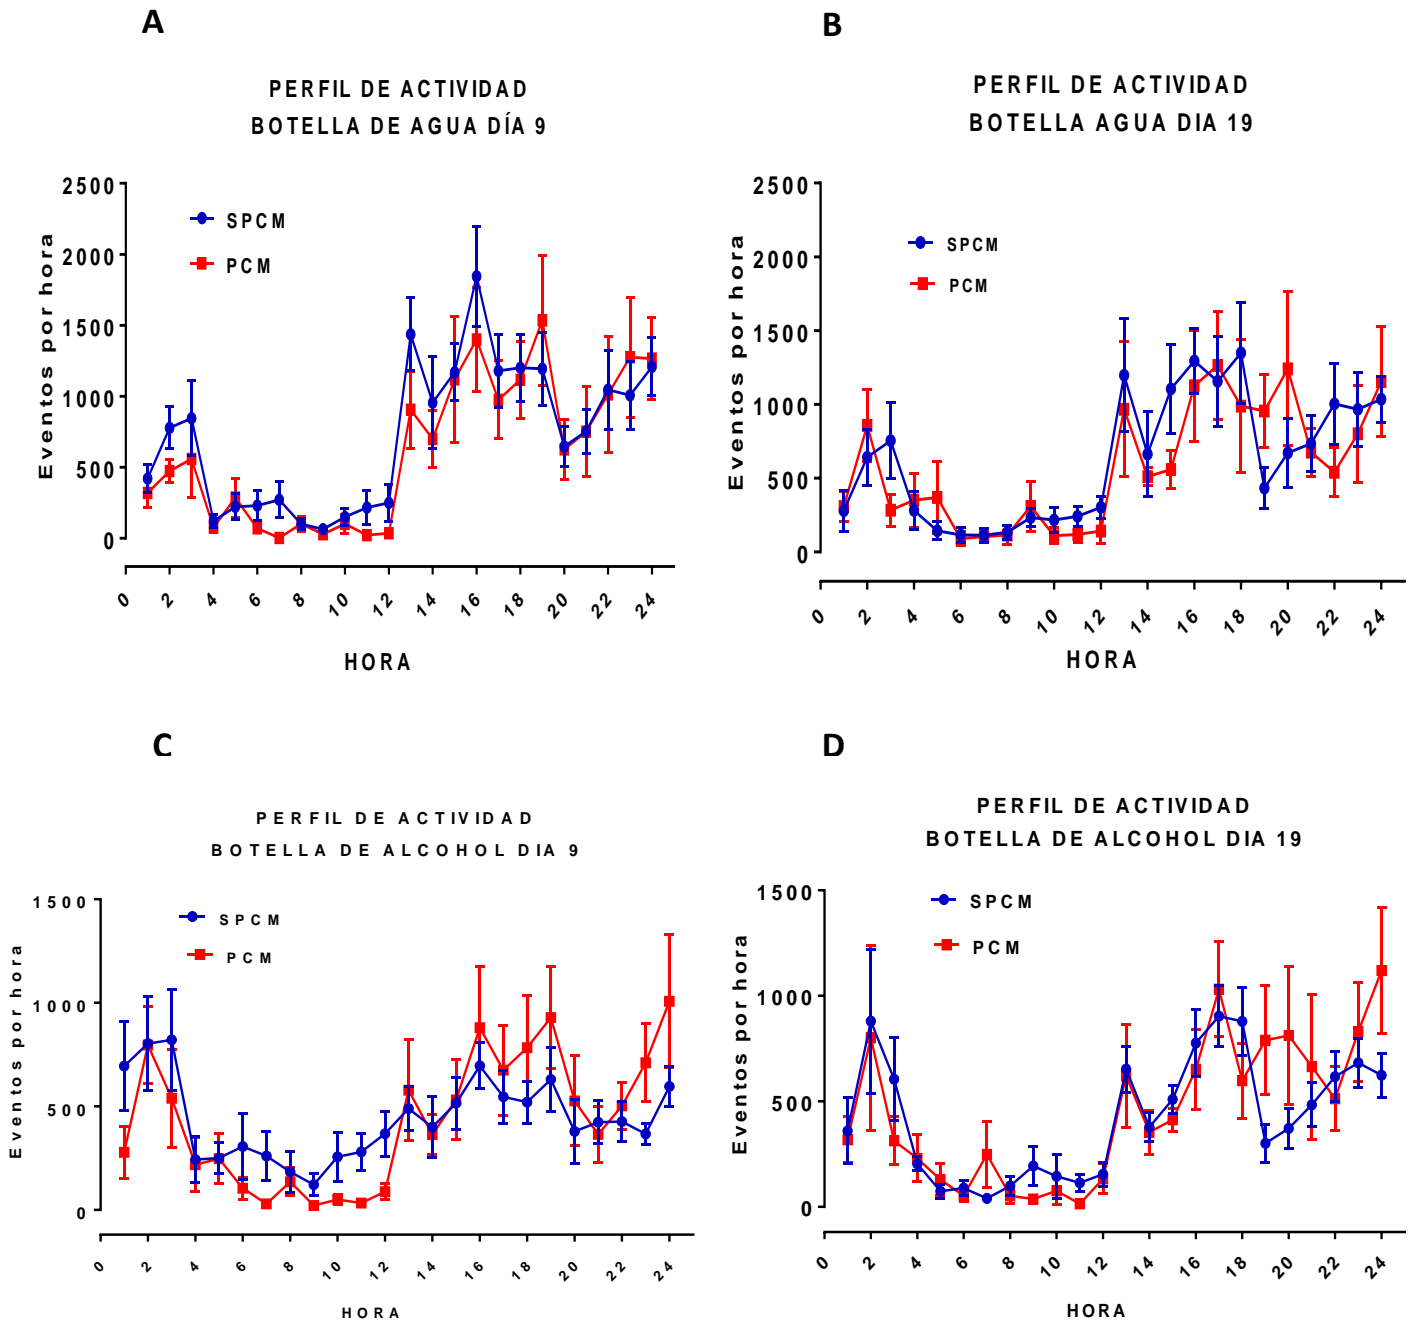 A
PERFIL DE ACTIVIDAD
BOTELLA DE AGUA DÍA 9
Eventos por hora
2500
2000
1500
1000
500
0
SPCM
PCM
0 2 4 6 8 10 12 14 16 18 20 22 24
HORA
B
PERFIL DE ACTIVIDAD
BOTELLA AGUA DIA 19
Eventos por hora
2500
2000
1500
1000
500
0
SPCM
PCM
0 2 4 6 8 10 12 14 16 18 20 22 24
HORA
C
PERFIL DE ACTIVIDAD
BOTELLA DE ALCOHOL DIA 9
Eventos por hora
1500
1000
500
0
SPCM
PCM
0 2 4 6 8 10 12 14 16 18 20 22 24
HORA
D
PERFIL DE ACTIVIDAD
BOTELLA DE ALCOHOL DIA 19
Eventos por hora
1500
1000
500
0
SPCM
PCM
0 2 4 6 8 10 12 14 16 18 20 22 24
HORA